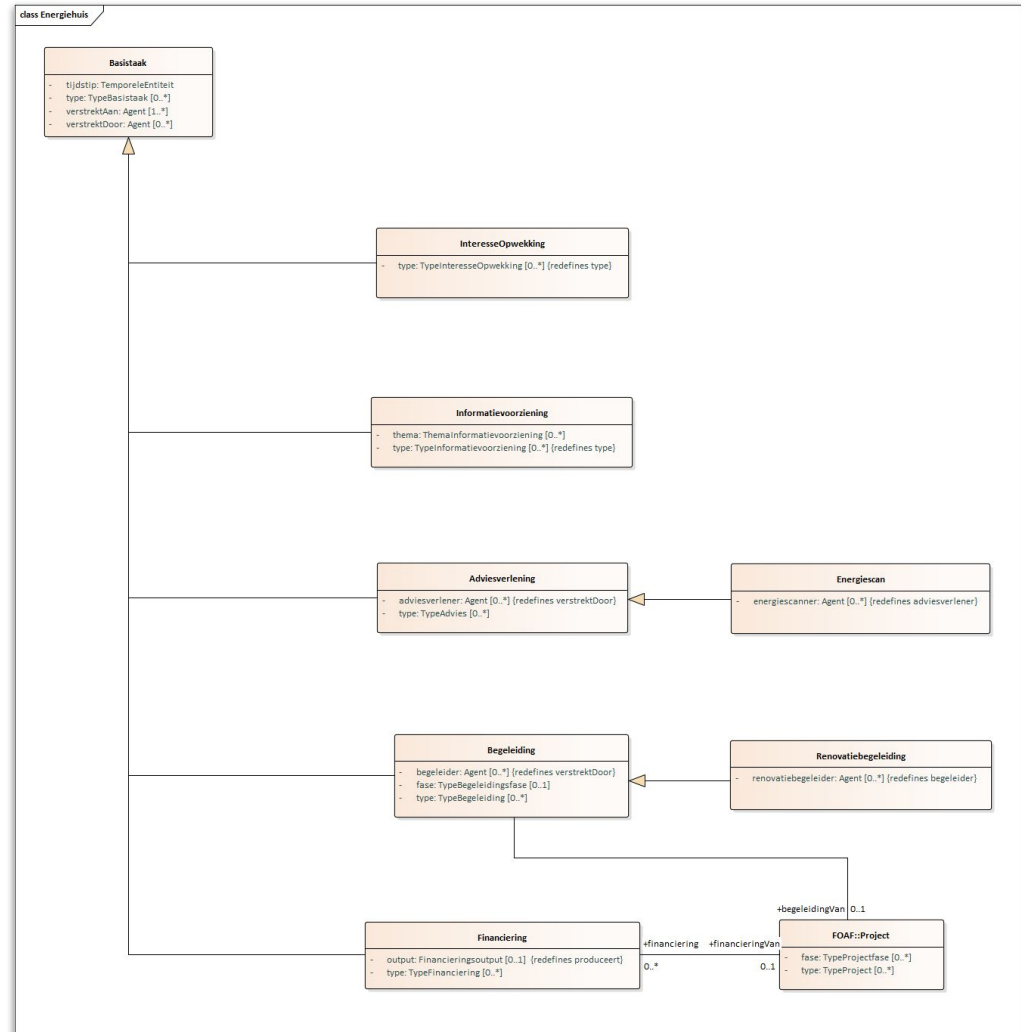 class Energiehuis
Basistaak
- tijdstip: TemporeleEntiteit
- type: TypeBasistaak [0..*]
- verstrektAan: Agent [1..*]
- verstrektDoor: Agent [0..*]
InteresseOpwekking
- type: TypeInteresseOpwekking [0..*] {redefines type}
Informatievoorziening
- thema: ThemaInformatievoorziening [0..*]
- type: TypeInformatievoorziening [0..*] {redefines type}
Adviesverlening
- adviesverlener: Agent [0..*] {redefines verstrektDoor}
- type: TypeAdvies [0..*]
Energiescan
- energiescanner: Agent [0..*] {redefines adviesverlener}
Begeleiding
- begeleider: Agent [0..*] {redefines verstrektDoor}
- fase: TypeBegeleidingsfase [0..1]
- type: TypeBegeleiding [0..*]
Renovatiebegeleiding
- renovatiebegeleider: Agent [0..*] {redefines begeleider}
+begeleidingVan 0..1
Financiering
- output: Financieringsoutput [0..1] {redefines produceert}
- type: TypeFinanciering [0..*]
+financiering +financieringVan
0..* 0..1
FOAF::Project
- fase: TypeProjectfase [0..*]
- type: TypeProject [0..*]